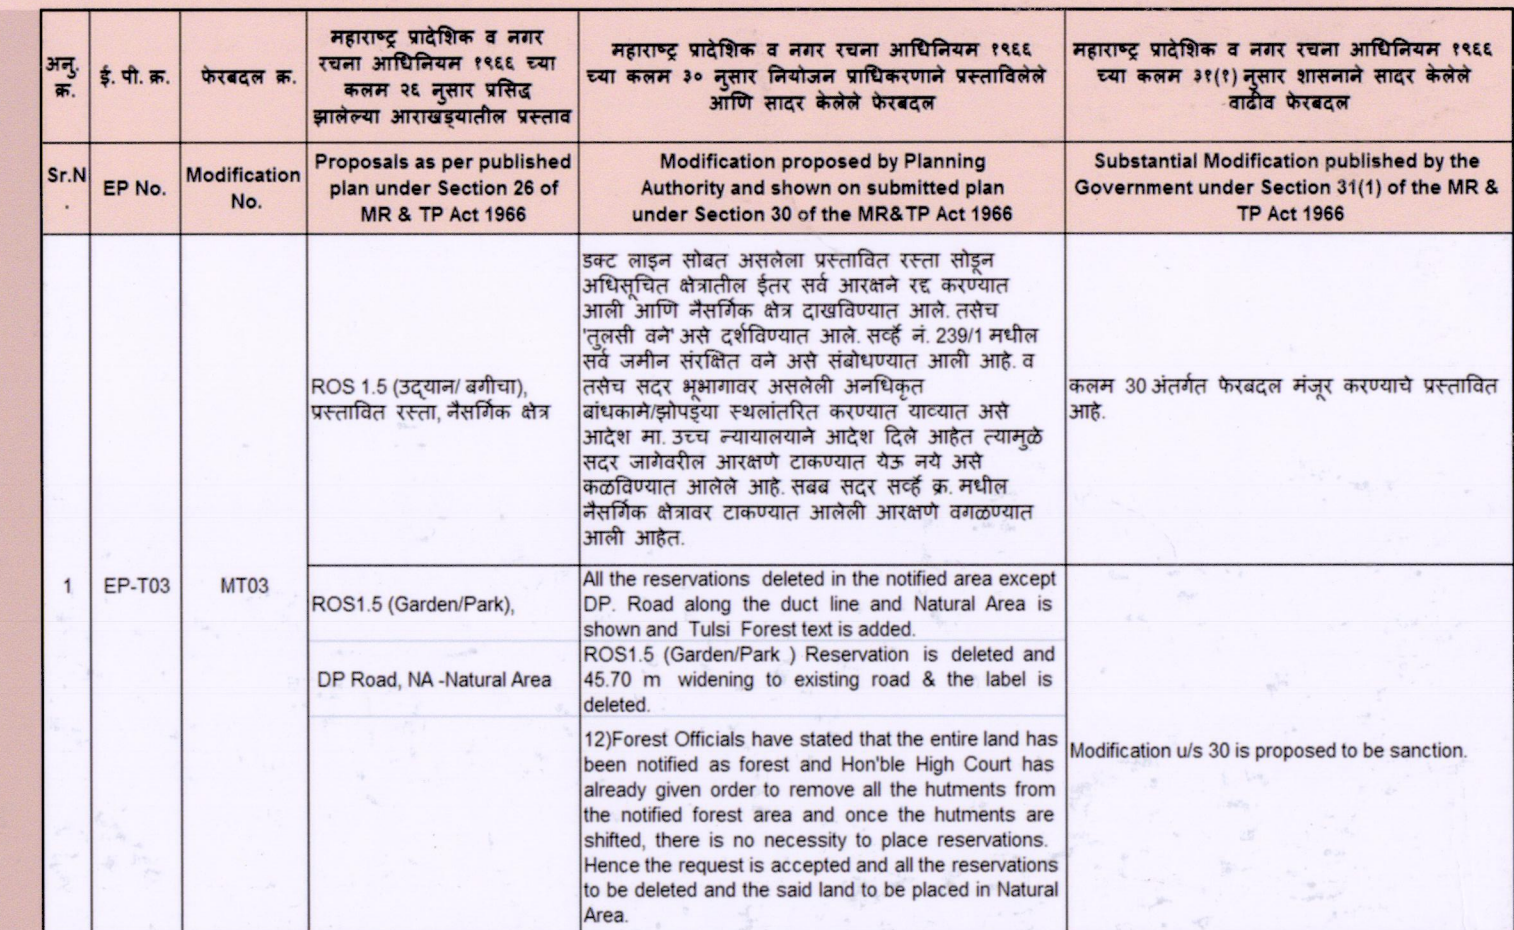 अनु.
क्र.
ई. पी. क्र.
फेरबदल क्र.
महाराष्ट्र प्रादेशिक व नगर
रचना आधिनियम १९६६ च्या
कलम २६ नुसार प्रसिद्ध
झालेल्या आराखड्यातील प्रस्ताव
महाराष्ट्र प्रादेशिक व नगर रचना आधिनियम १९६६
च्या कलम ३० नुसार नियोजन प्राधिकरणाने प्रस्ताविलेले
आणि सादर केलेले फेरबदल
महाराष्ट्र प्रादेशिक व नगर रचना आधिनियम १९६६
च्या कलम ३१(१) नुसार शासनाने सादर केलेले
वाढीव फेरबदल
Sr.N
.
EP No.
Modification
No.
Proposals as per published
plan under Section 26 of
MR & TP Act 1966
Modification proposed by Planning
Authority and shown on submitted plan
under Section 30 of the MR&TP Act 1966
Substantial Modification published by the
Government under Section 31(1) of the MR &
TP Act 1966
1
EP-T03
MT03
ROS 1.5 (उद्यान/ बगीचा),
प्रस्तावित रस्ता, नैसर्गिक क्षेत्र
डक्ट लाइन सोबत असलेला प्रस्तावित रस्ता सोडून
अधिसूचित क्षेत्रातील ईतर सर्व आरक्षने रद्द करण्यात
आली आणि नैसर्गिक क्षेत्र दाखविण्यात आले. तसेच
'तुलसी वने' असे दर्शविण्यात आले. सर्व्हे नं. 239/1 मधील
सर्व जमीन संरक्षित वने असे संबोधण्यात आली आहे. व
तसेच सदर भूभागावर असलेली अनधिकृत
बांधकामे/झोपड्या स्थलांतरित करण्यात याव्यात असे
आदेश मा. उच्च न्यायालयाने आदेश दिले आहेत त्यामुळे
सदर जागेवरील आरक्षणे टाकण्यात येऊ नये असे
कळविण्यात आलेले आहे. सबब सदर सर्व्हे क्र. मधील
नैसर्गिक क्षेत्रावर टाकण्यात आलेली आरक्षणे वगळण्यात
आली आहेत.
कलम 30 अंतर्गत फेरबदल मंजूर करण्याचे प्रस्तावित
आहे.
ROS1.5 (Garden/Park),
All the reservations deleted in the notified area except
DP. Road along the duct line and Natural Area is
shown and Tulsi Forest text is added.
DP Road, NA -Natural Area
ROS1.5 (Garden/Park ) Reservation is deleted and
45.70 m widening to existing road & the label is
deleted.
12)Forest Officials have stated that the entire land has
been notified as forest and Hon'ble High Court has
already given order to remove all the hutments from
the notified forest area and once the hutments are
shifted, there is no necessity to place reservations.
Hence the request is accepted and all the reservations
to be deleted and the said land to be placed in Natural
Area.
Modification u/s 30 is proposed to be sanction.